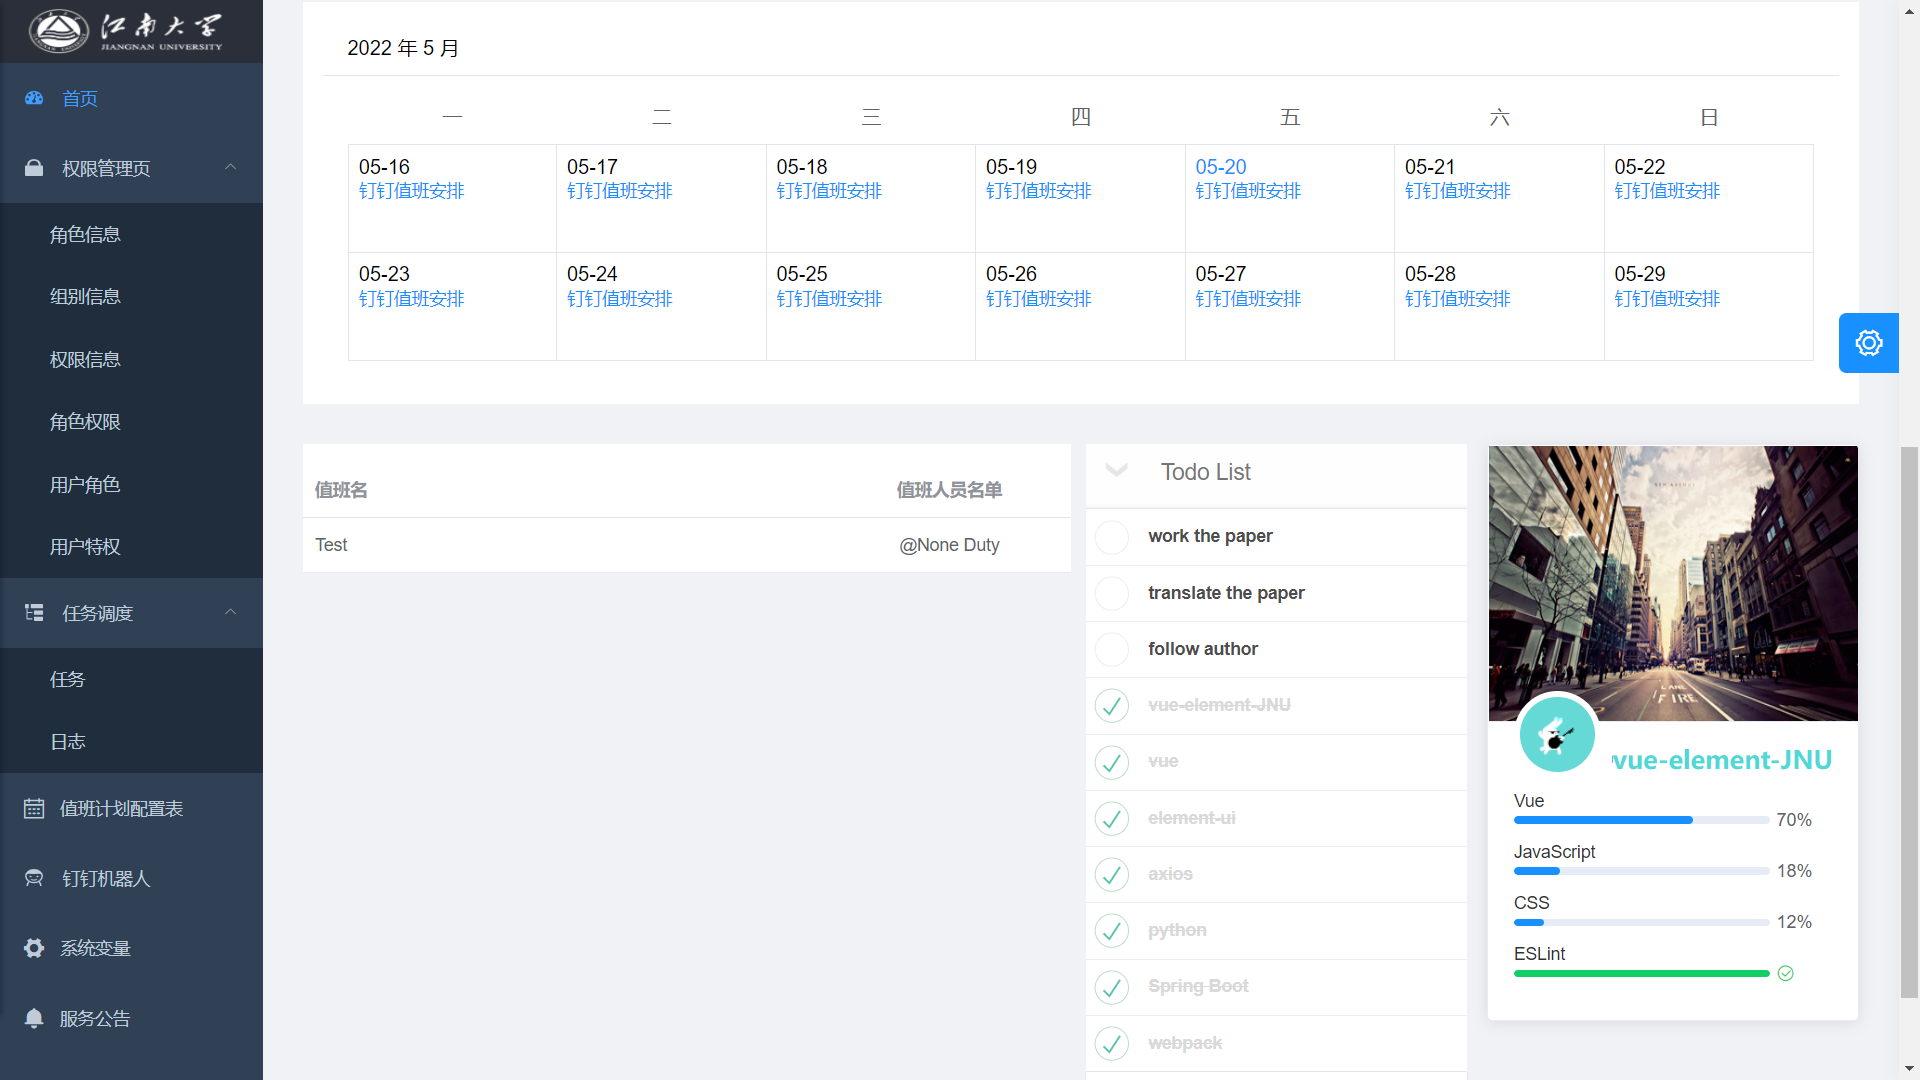 江南大学
JIANGNAN UNIVERSITY
首页
权限管理页
角色信息
组别信息
权限信息
角色权限
用户角色
用户特权
任务调度
任务
日志
值班计划配置表
钉钉机器人
系统变量
服务公告
2022 年 5 月
一 二 三 四 五 六 日
05-16 05-17 05-18 05-19 05-20 05-21 05-22
钉钉值班安排 钉钉值班安排 钉钉值班安排 钉钉值班安排 钉钉值班安排 钉钉值班安排 钉钉值班安排
05-23 05-24 05-25 05-26 05-27 05-28 05-29
钉钉值班安排 钉钉值班安排 钉钉值班安排 钉钉值班安排 钉钉值班安排 钉钉值班安排 钉钉值班安排
值班名 值班人员名单
Test @None Duty
Todo List
work the paper
translate the paper
follow author
vue-element-JNU
vue
element-ui
axios
python
Spring Boot
webpack
LANE
FIRE
vue-element-JNU
Vue
70%
JavaScript
18%
CSS
12%
ESLint